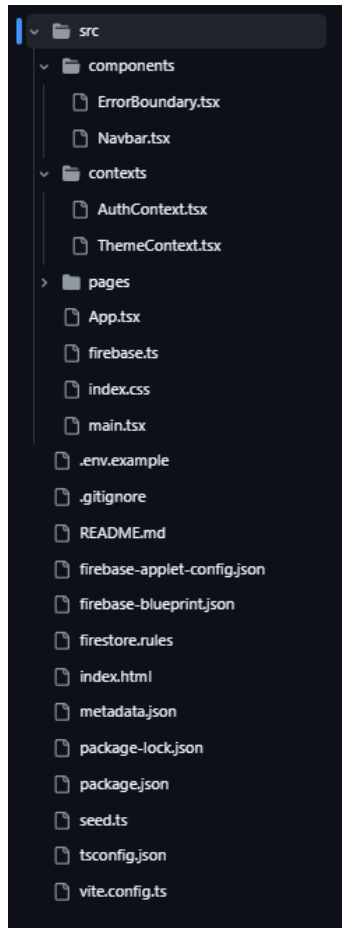 src
components
ErrorBoundary.tsx
Navbar.tsx
contexts
AuthContext.tsx
ThemeContext.tsx
pages
App.tsx
firebase.ts
index.css
main.tsx
.env.example
.gitignore
README.md
firebase-applet-config.json
firebase-blueprint.json
firestore.rules
index.html
metadata.json
package-lock.json
package.json
seed.ts
tsconfig.json
vite.config.ts